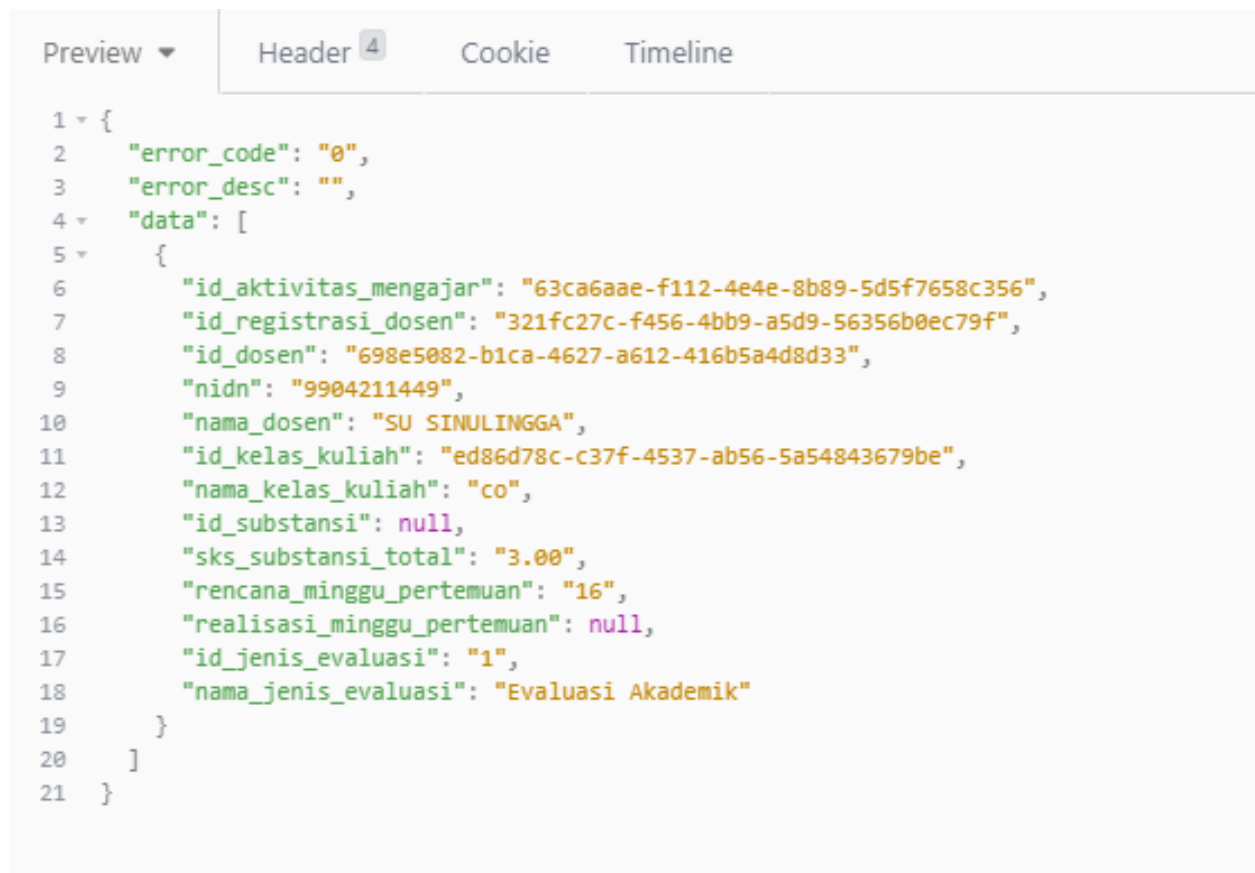 Preview Header 4 Cookie Timeline
1 {
2 "error_code": "0",
3 "error_desc": "",
4 "data": [
5 {
6 "id_aktivitas_mengajar": "63ca6aae-f112-4e4e-8b89-5d5f7658c356",
7 "id_registrasi_dosen": "321fc27c-f456-4bb9-a5d9-56356b0ec79f",
8 "id_dosen": "698e5082-b1ca-4627-a612-416b5a4d8d33",
9 "nidn": "9904211449",
10 "nama_dosen": "SU SINULINGGA",
11 "id_kelas_kuliah": "ed86d78c-c37f-4537-ab56-5a54843679be",
12 "nama_kelas_kuliah": "co",
13 "id_substansi": null,
14 "sks_substansi_total": "3.00",
15 "rencana_minggu_pertemuan": "16",
16 "realisasi_minggu_pertemuan": null,
17 "id_jenis_evaluasi": "1",
18 "nama_jenis_evaluasi": "Evaluasi Akademik"
19 }
20 ]
21 }